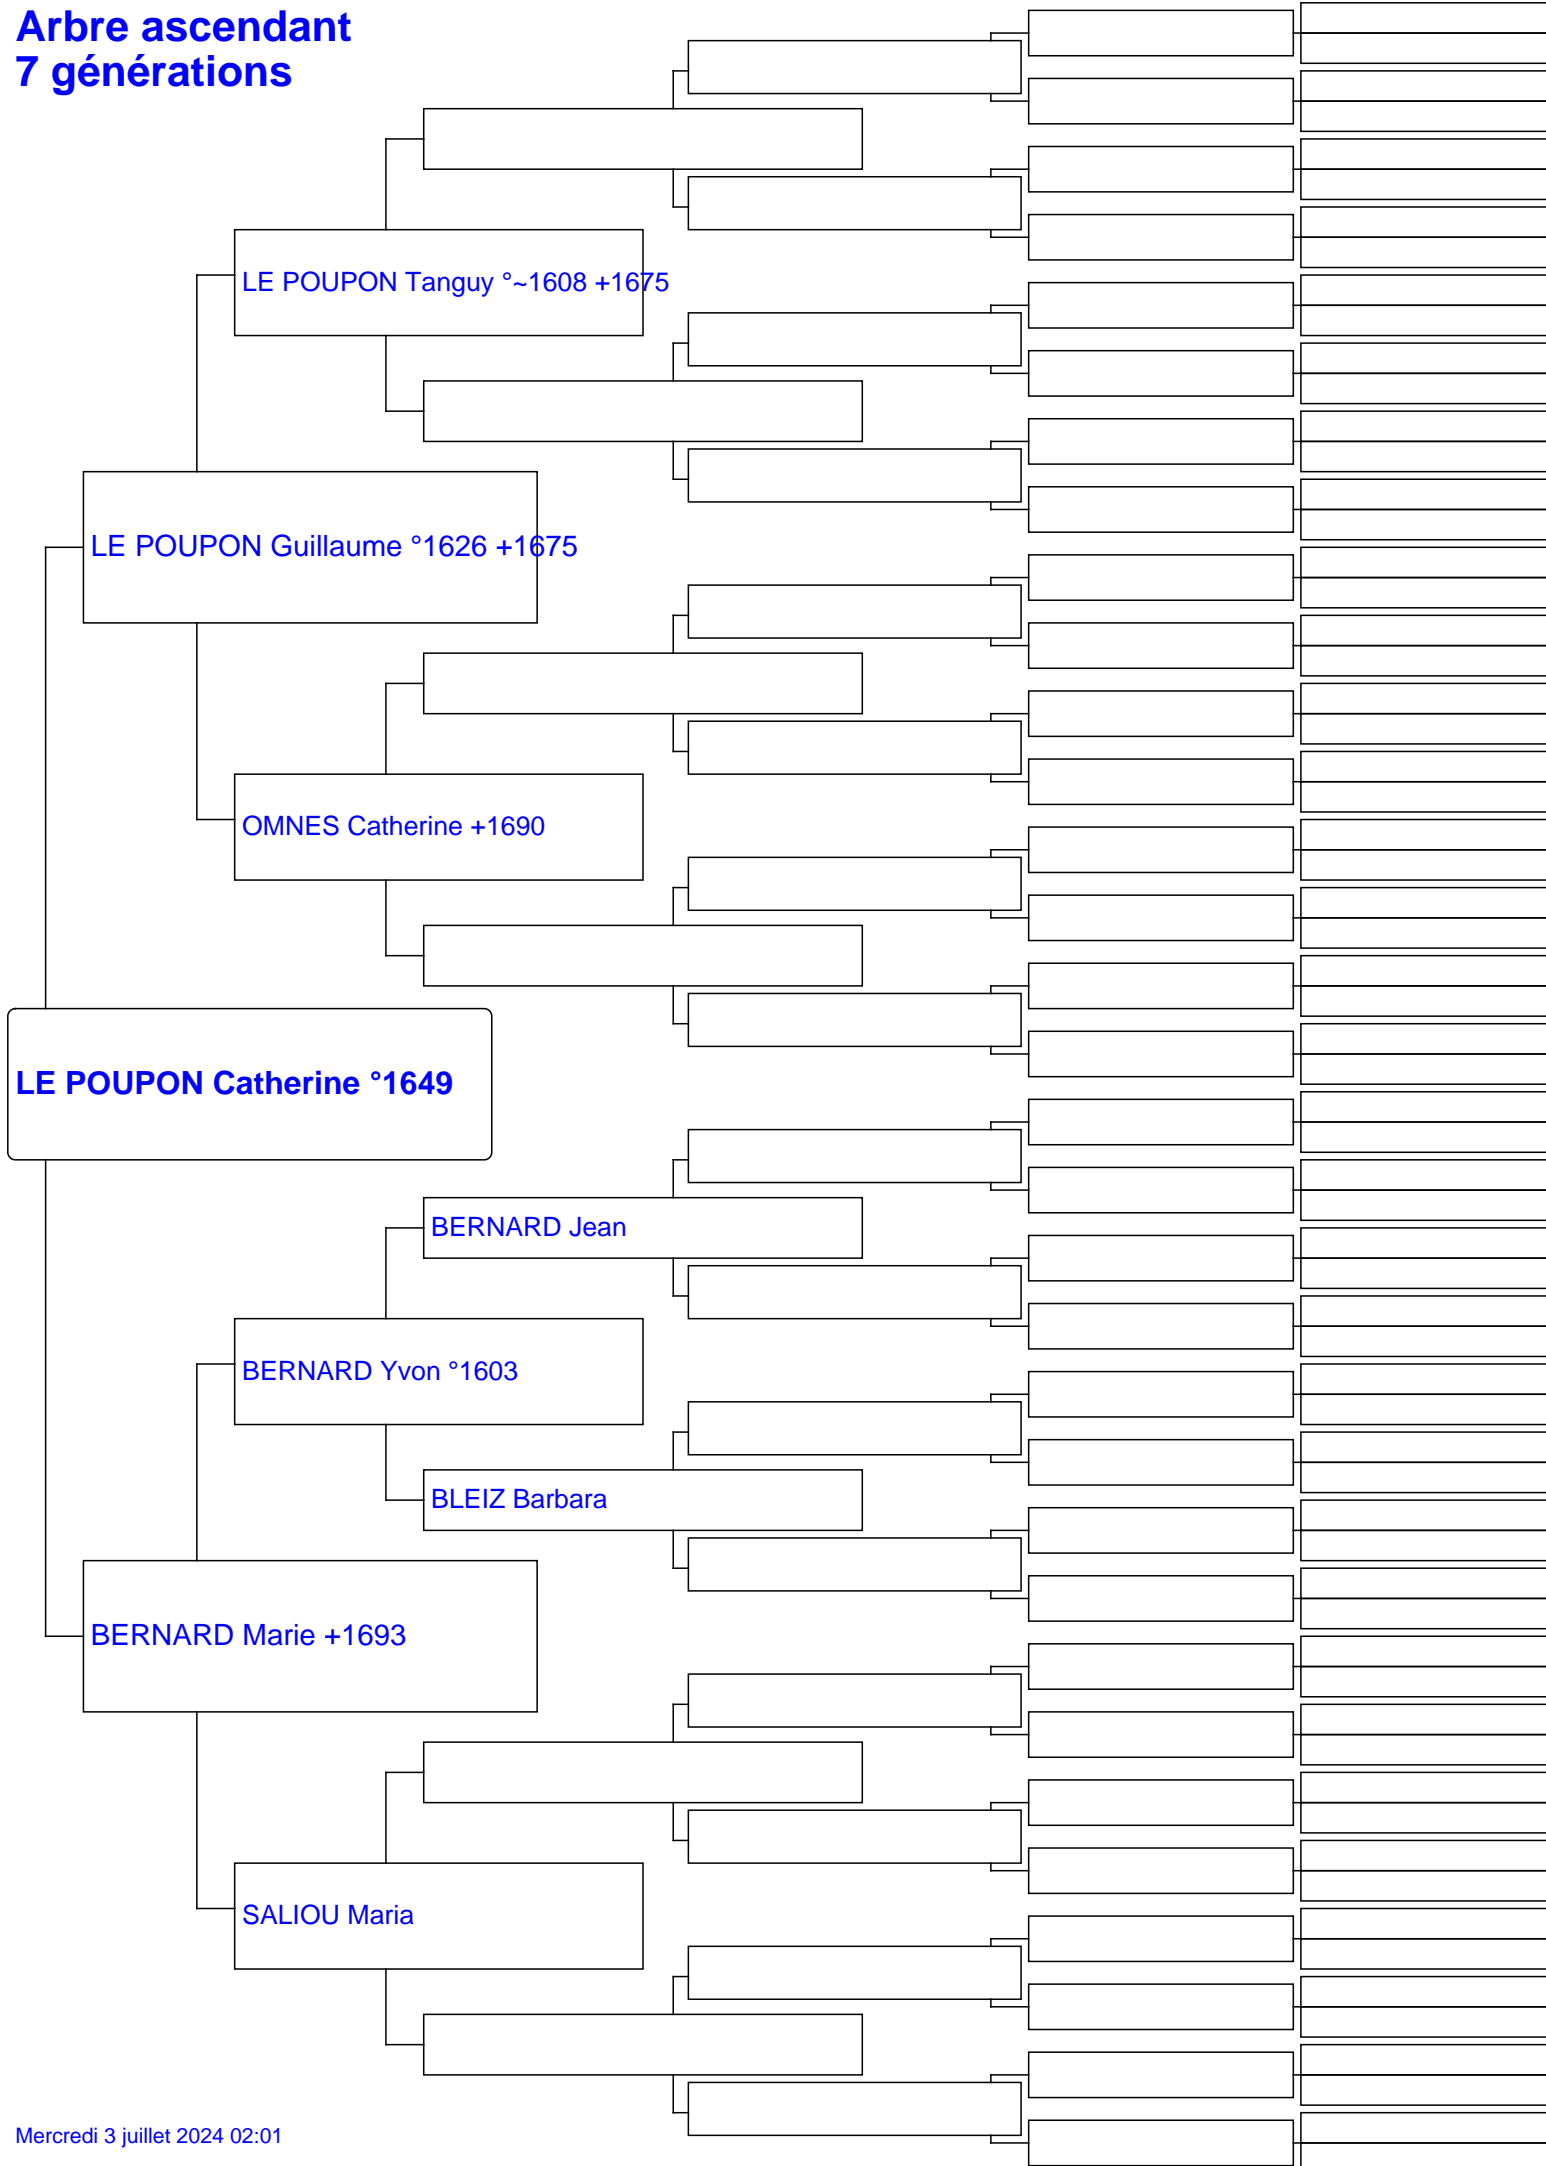 Arbre ascendant
7 générations
LE POUPON Tanguy °~1608 +1675
LE POUPON Guillaume °1626 +1675
OMNES Catherine +1690
LE POUPON Catherine °1649
BERNARD Jean
BERNARD Yvon °1603
BLEIZ Barbara
BERNARD Marie +1693
SALIOU Maria
Mercredi 3 juillet 2024 02:01